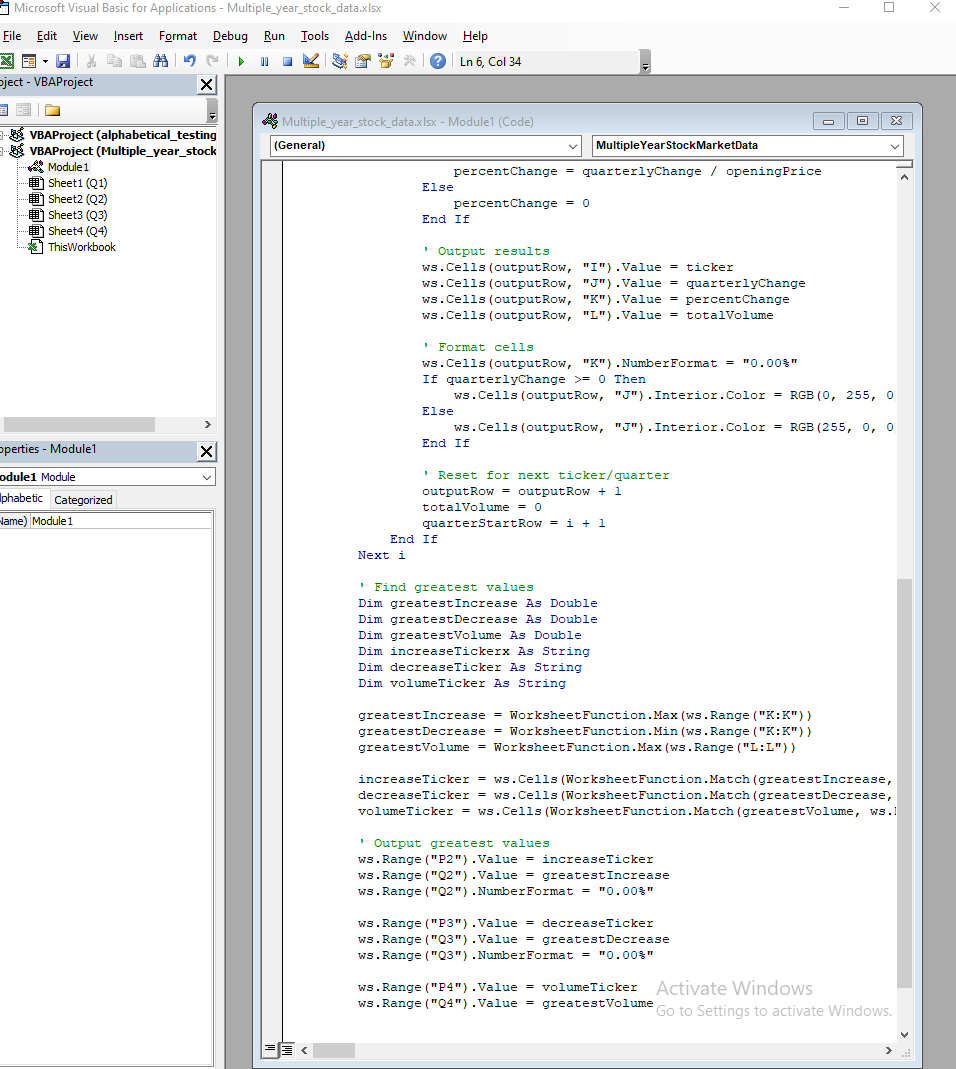 Microsoft Visual Basic for Applications - Multiple_year_stock_data.xlsx
File Edit View Insert Format Debug Run Tools Add-Ins Window Help
Ln 6, Col 34
oject - VBAProject
VBAProject (alphabetical_testing
VBAProject (Multiple_year_stock
Module1
Sheet1 (Q1)
Sheet2 (Q2)
Sheet3 (Q3)
Sheet4 (Q4)
ThisWorkbook
operties - Module1
odule1 Module
lphabetic Categorized
Name) Module1
Multiple_year_stock_data.xlsx - Module1 (Code)
(General) MultipleYearStockMarketData
percentChange = quarterlyChange / openingPrice
Else
percentChange = 0
End If
' Output results
ws.Cells(outputRow, "I").Value = ticker
ws.Cells(outputRow, "J").Value = quarterlyChange
ws.Cells(outputRow, "K").Value = percentChange
ws.Cells(outputRow, "L").Value = totalVolume
' Format cells
ws.Cells(outputRow, "K").NumberFormat = "0.00%"
If quarterlyChange >= 0 Then
ws.Cells(outputRow, "J").Interior.Color = RGB(0, 255, 0
Else
ws.Cells(outputRow, "J").Interior.Color = RGB(255, 0, 0
End If
' Reset for next ticker/quarter
outputRow = outputRow + 1
totalVolume = 0
quarterStartRow = i + 1
End If
Next i
' Find greatest values
Dim greatestIncrease As Double
Dim greatestDecrease As Double
Dim greatestVolume As Double
Dim increaseTickerx As String
Dim decreaseTicker As String
Dim volumeTicker As String
greatestIncrease = WorksheetFunction.Max(ws.Range("K:K"))
greatestDecrease = WorksheetFunction.Min(ws.Range("K:K"))
greatestVolume = WorksheetFunction.Max(ws.Range("L:L"))
increaseTicker = ws.Cells(WorksheetFunction.Match(greatestIncrease,
decreaseTicker = ws.Cells(WorksheetFunction.Match(greatestDecrease,
volumeTicker = ws.Cells(WorksheetFunction.Match(greatestVolume, ws.
' Output greatest values
ws.Range("P2").Value = increaseTicker
ws.Range("Q2").Value = greatestIncrease
ws.Range("Q2").NumberFormat = "0.00%"
ws.Range("P3").Value = decreaseTicker
ws.Range("Q3").Value = greatestDecrease
ws.Range("Q3").NumberFormat = "0.00%"
ws.Range("P4").Value = volumeTicker
ws.Range("Q4").Value = greatestVolume
Activate Windows
Go to Settings to activate Windows.